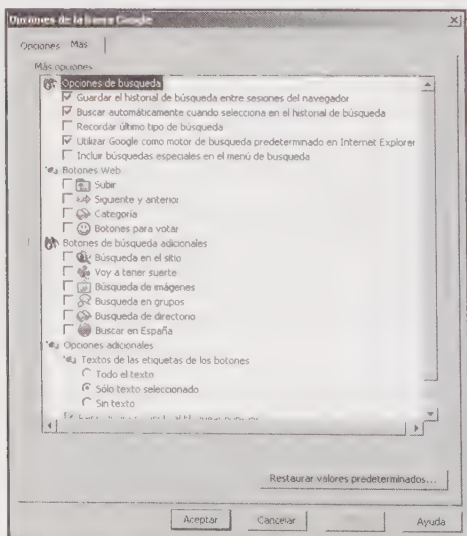 Opciones de la barra Google
Opciones Más
Más opciones
Opciones de búsqueda
Guardar el historial de búsqueda entre sesiones del navegador
Buscar automáticamente cuando selecciona en el historial de búsqueda
Recordar último tipo de búsqueda
Utilizar Google como motor de busqueda predeterminado en Internet Explorer
Incluir búsquedas especiales en el menú de busqueda
Botones Web
Subir
Siguiente y anterior
Categoría
Botones para votar
Botones de búsqueda adicionales
Búsqueda en el sitio
Voy a tener suerte
Búsqueda de imágenes
Busqueda en grupos
Busqueda de directorio
Buscar en España
Opciones adicionales
Textos de las etiquetas de los botones
Todo el texto
Sólo texto seleccionado
Sin texto
Restaurar valores predeterminados...
Aceptar Cancelar Ayuda